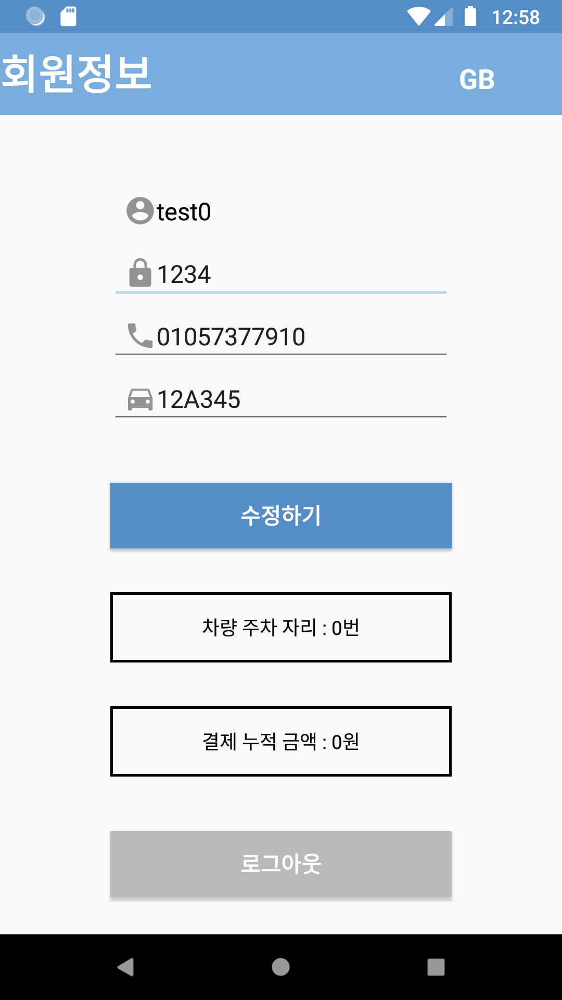 12:58
회원정보
GB
test0
1234
01057377910
12A345
수정하기
차량 주차 자리 : 0번
결제 누적 금액 : 0원
로그아웃